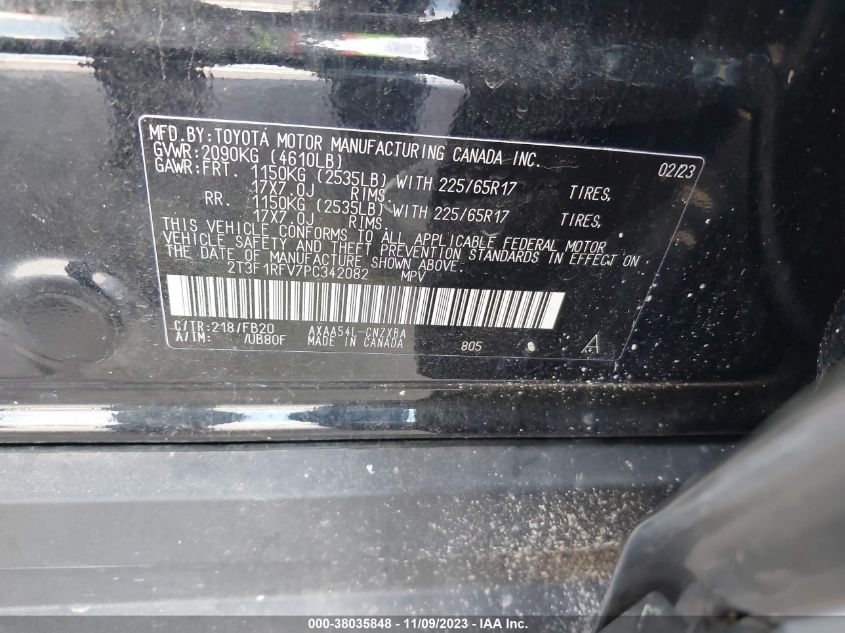 MFD.BY:TOYOTA MOTOR MANUFACTURING CANADA INC.
GVWR:2090KG (4610LB) 02/23
GAWR:FRT. 1150KG (2535LB) WITH 225/65R17 TIRES,
17X7.0J RIMS.
RR. 1150KG (2535LB) WITH 225/65R17 TIRES,
17X7.0J RIMS.
THIS VEHICLE CONFORMS TO ALL APPLICABLE FEDERAL MOTOR
VEHICLE SAFETY AND THEFT PREVENTION STANDARDS IN EFFECT ON
THE DATE OF MANUFACTURE SHOWN ABOVE.
2T3F1RFV7PC342082 MPV
C/TR:218/FB20 AXAA54L-CNZXBA
A/TM: /UB80F MADE IN CANADA 805 A
000-38035848 - 11/09/2023 - IAAI.com